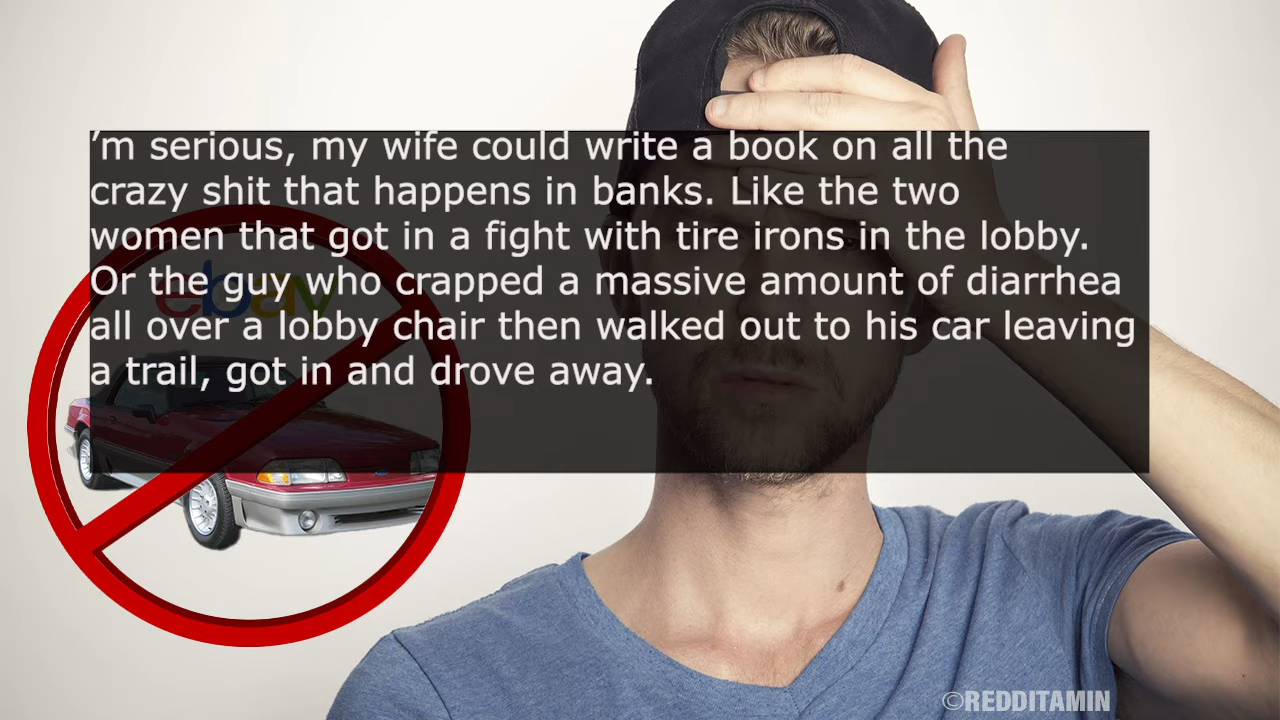 ’m serious, my wife could write a book on all the
crazy shit that happens in banks. Like the two
women that got in a fight with tire irons in the lobby.
Or the guy who crapped a massive amount of diarrhea
all over a lobby chair then walked out to his car leaving
a trail, got in and drove away.
ebay
©REDDITAMIN